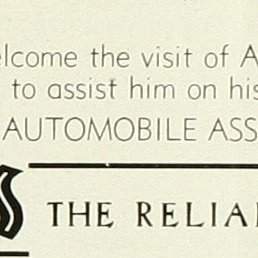 elcome the visit of A
to assist him on his
AUTOMOBILE ASS
THE RELIA